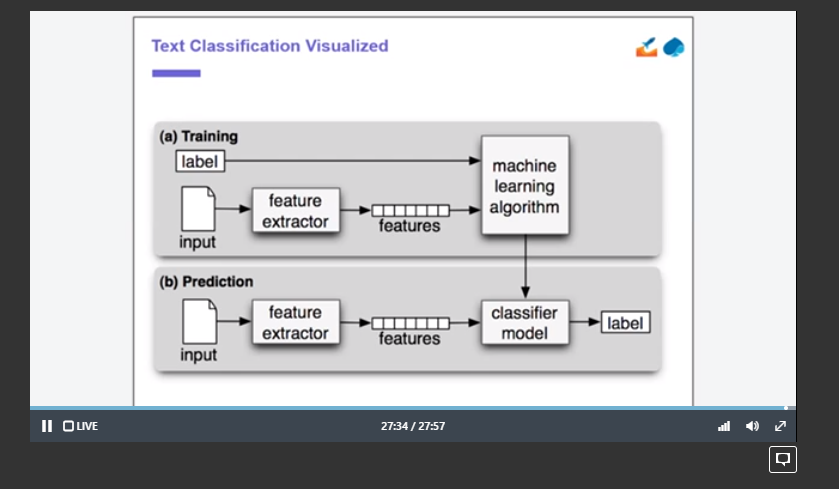 Text Classification Visualized
(a) Training
label
machine
learning
algorithm
feature
extractor
features
input
(b) Prediction
feature
extractor
features
classifier
model
label
input
LIVE
27:34 / 27:57